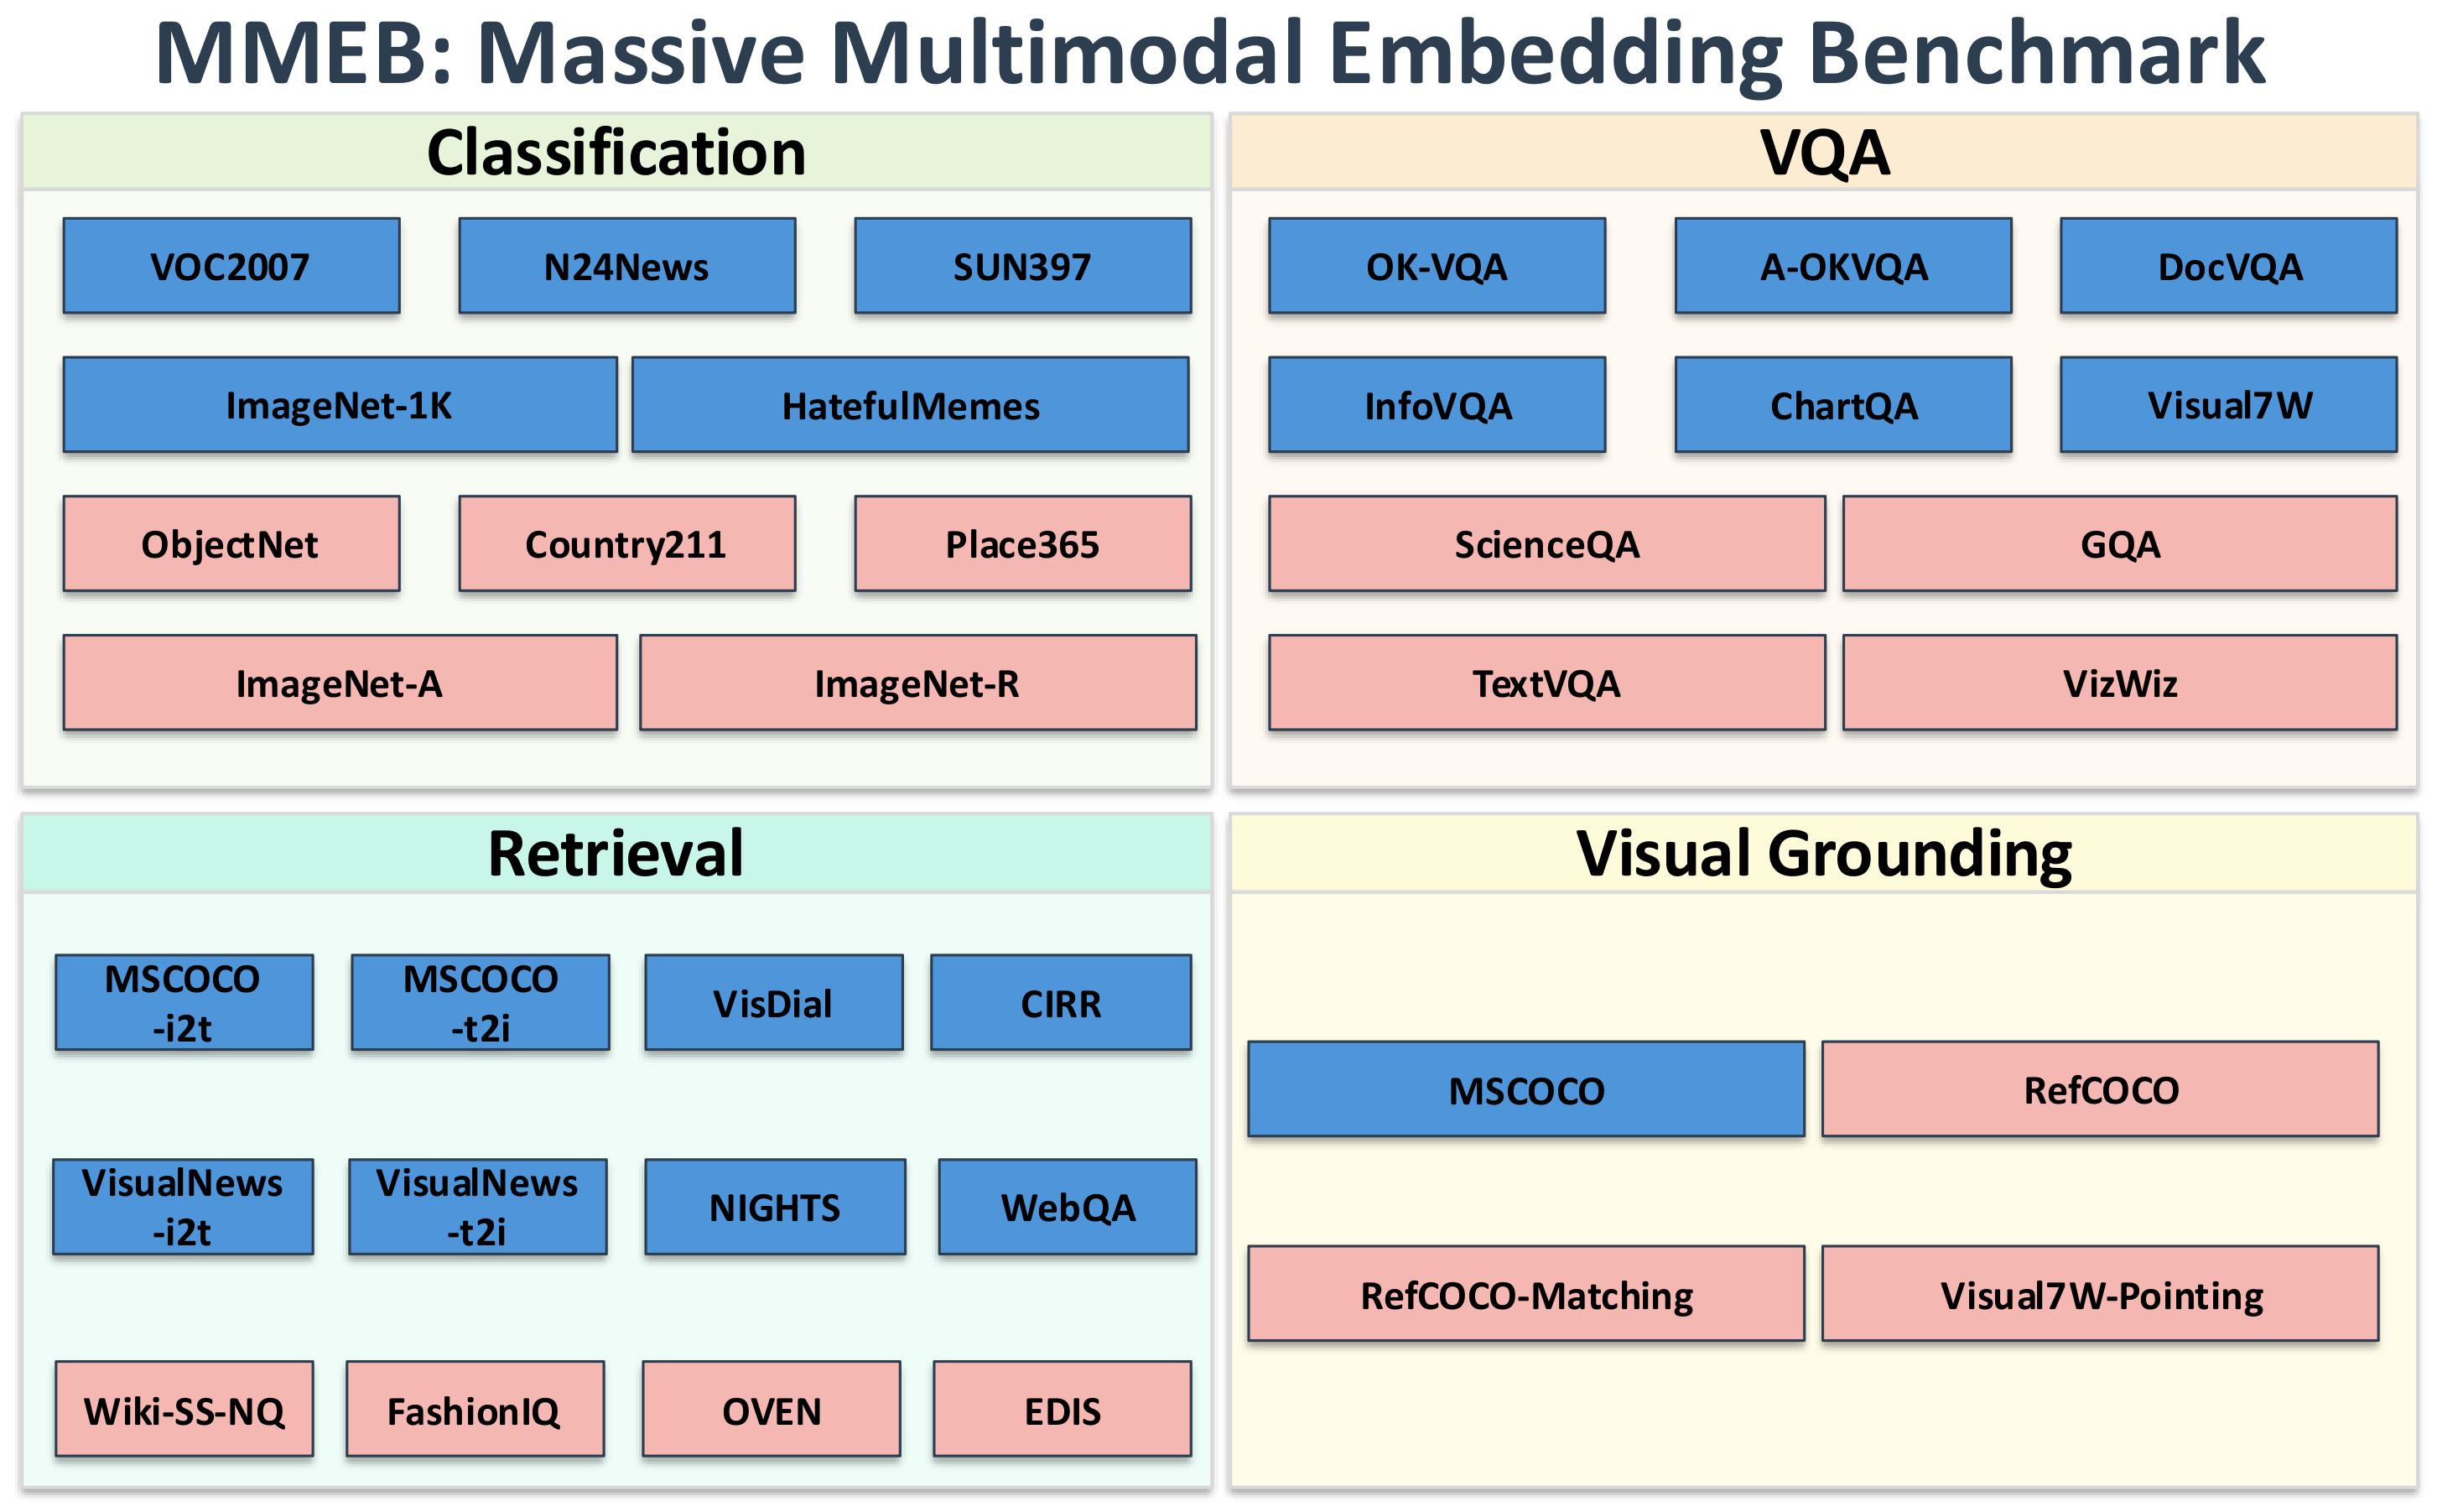 MMEB: Massive Multimodal Embedding Benchmark
Classification
VOC2007
N24News
SUN397
ImageNet-1K
HatefulMemes
ObjectNet
Country211
Place365
ImageNet-A
ImageNet-R
VQA
OK-VQA
A-OKVQA
DocVQA
InfoVQA
ChartQA
Visual7W
ScienceQA
GQA
TextVQA
VizWiz
Retrieval
MSCOCO
-i2t
MSCOCO
-t2i
VisDial
CIRR
VisualNews
-i2t
VisualNews
-t2i
NIGHTS
WebQA
Wiki-SS-NQ
FashionIQ
OVEN
EDIS
Visual Grounding
MSCOCO
RefCOCO
RefCOCO-Matching
Visual7W-Pointing